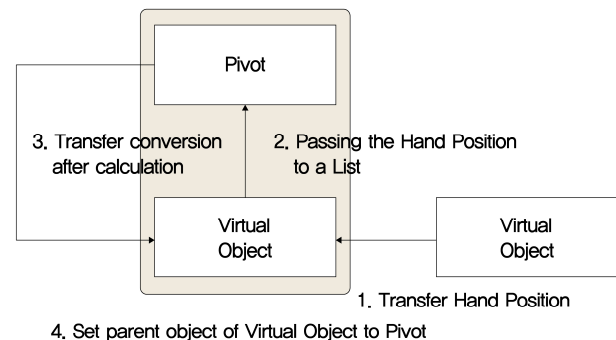 Pivot
3. Transfer conversion
after calculation
2. Passing the Hand Position
to a List
Virtual
Object
Virtual
Object
1. Transfer Hand Position
4. Set parent object of Virtual Object to Pivot